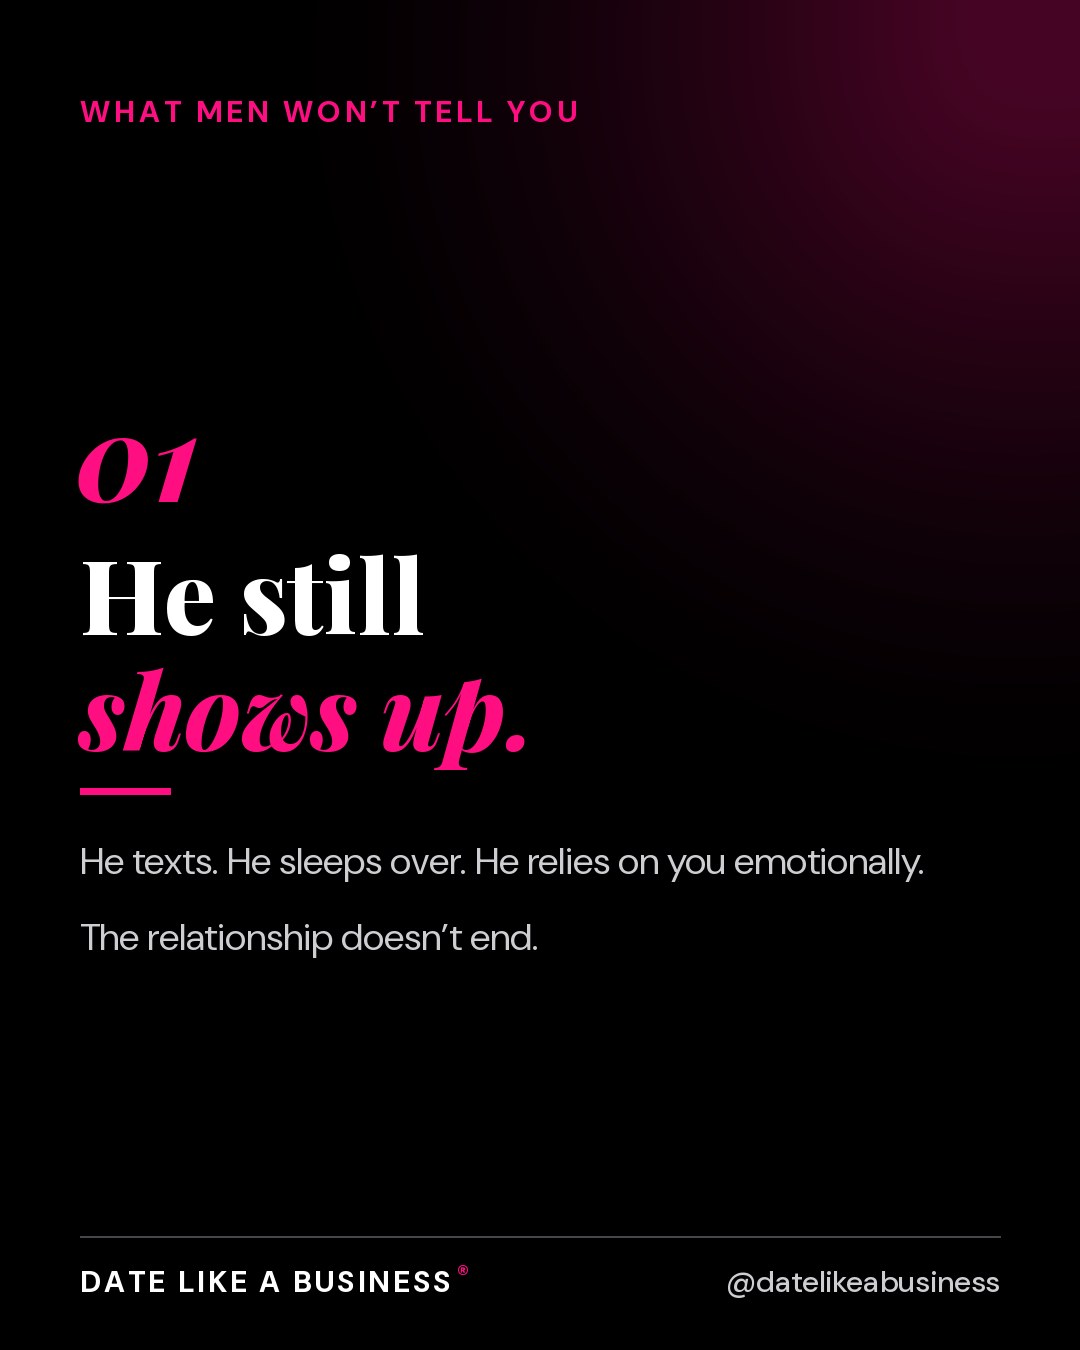 WHAT MEN WON’T TELL YOU
01
He still
shows up.
He texts. He sleeps over. He relies on you emotionally.
The relationship doesn’t end.
DATE LIKE A BUSINESS®
@datelikeabusiness